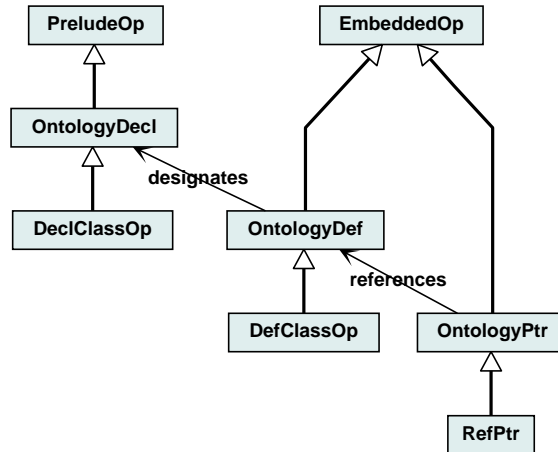 PreludeOp
EmbeddedOp
OntologyDecl
designates
DeclClassOp
OntologyDef
references
DefClassOp
OntologyPtr
RefPtr